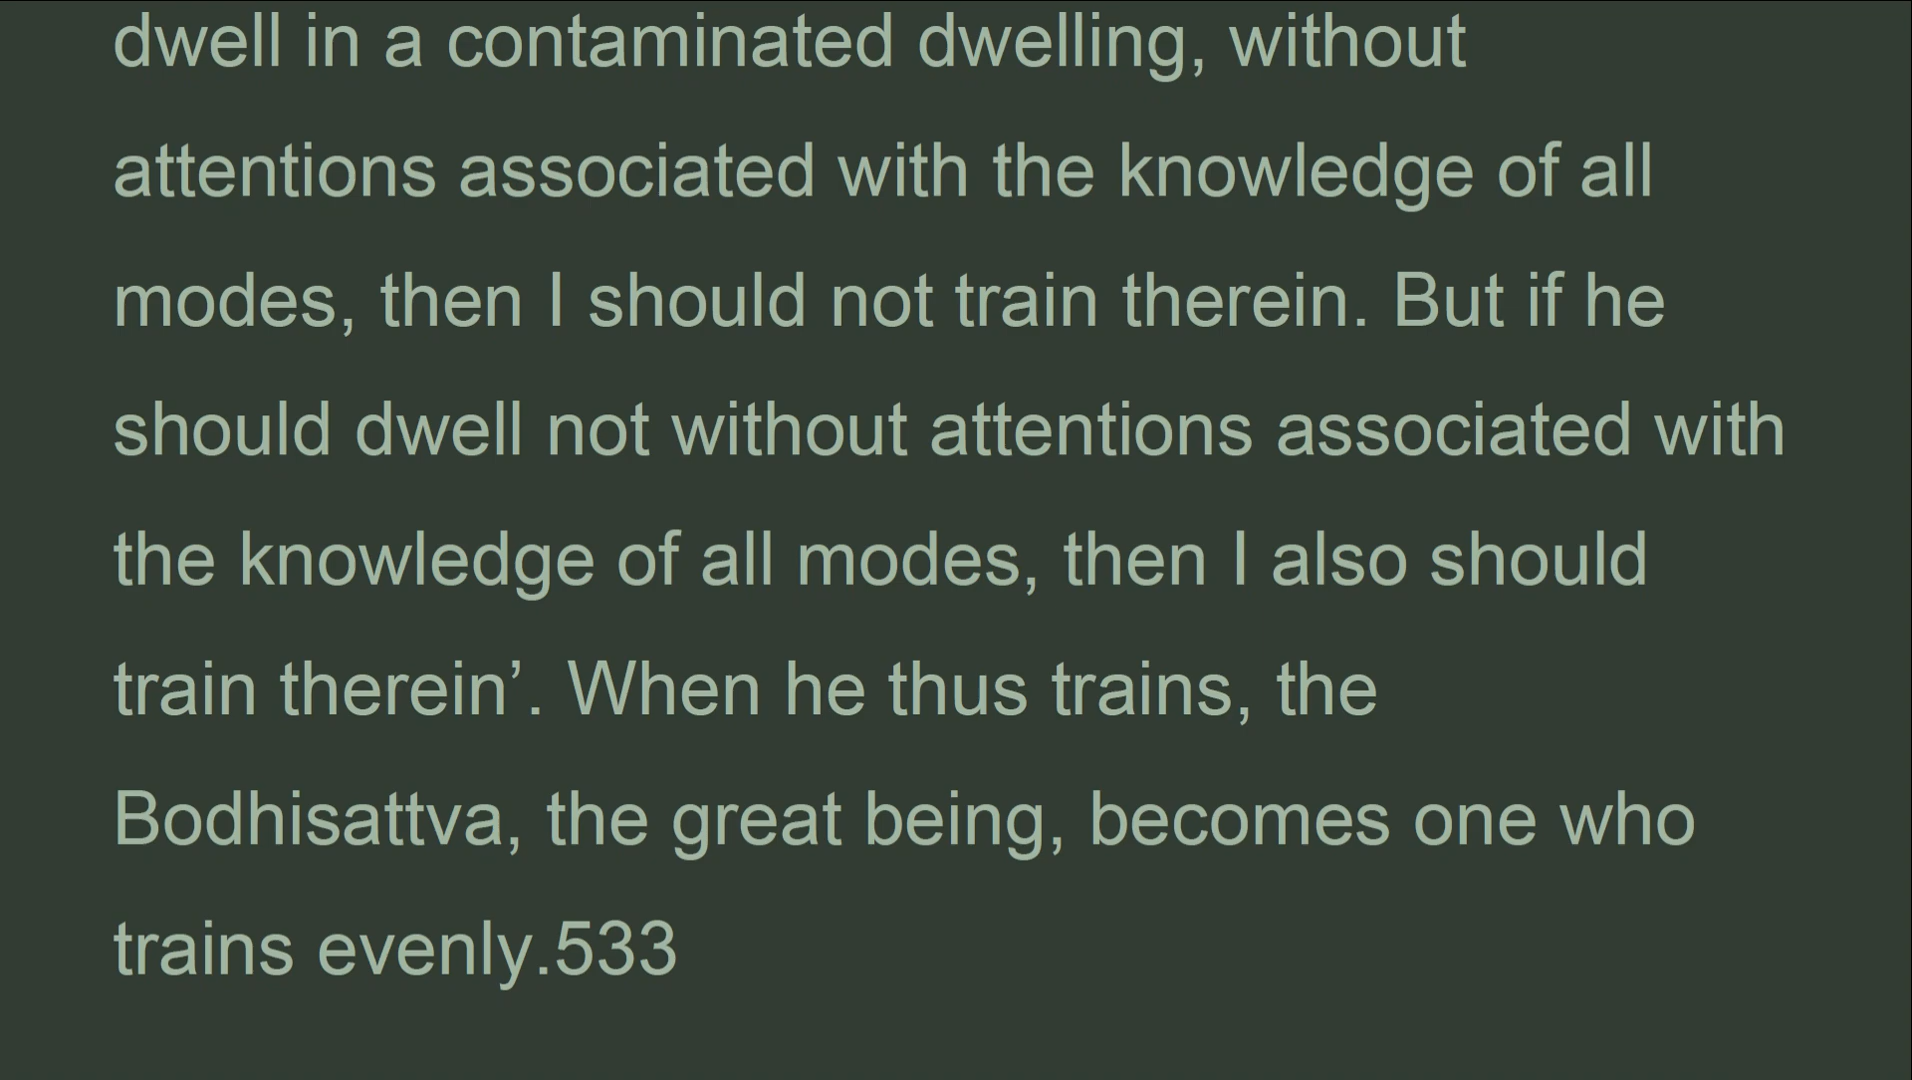 dwell in a contaminated dwelling, without
attentions associated with the knowledge of all
modes, then I should not train therein. But if he
should dwell not without attentions associated with
the knowledge of all modes, then I also should
train therein’. When he thus trains, the
Bodhisattva, the great being, becomes one who
trains evenly.533